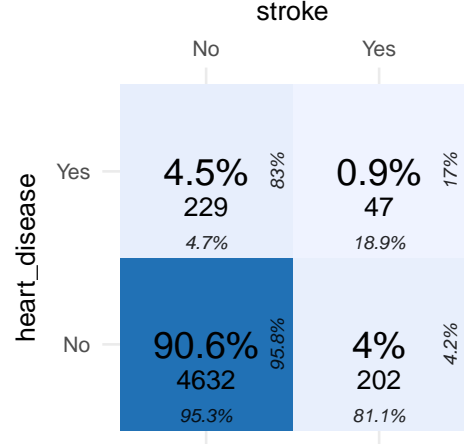 stroke
No Yes
heart_disease
Yes
4.5% 83% 0.9% 17%
229 47
4.7% 18.9%
No
90.6% 95.8% 4% 4.2%
4632 202
95.3% 81.1%